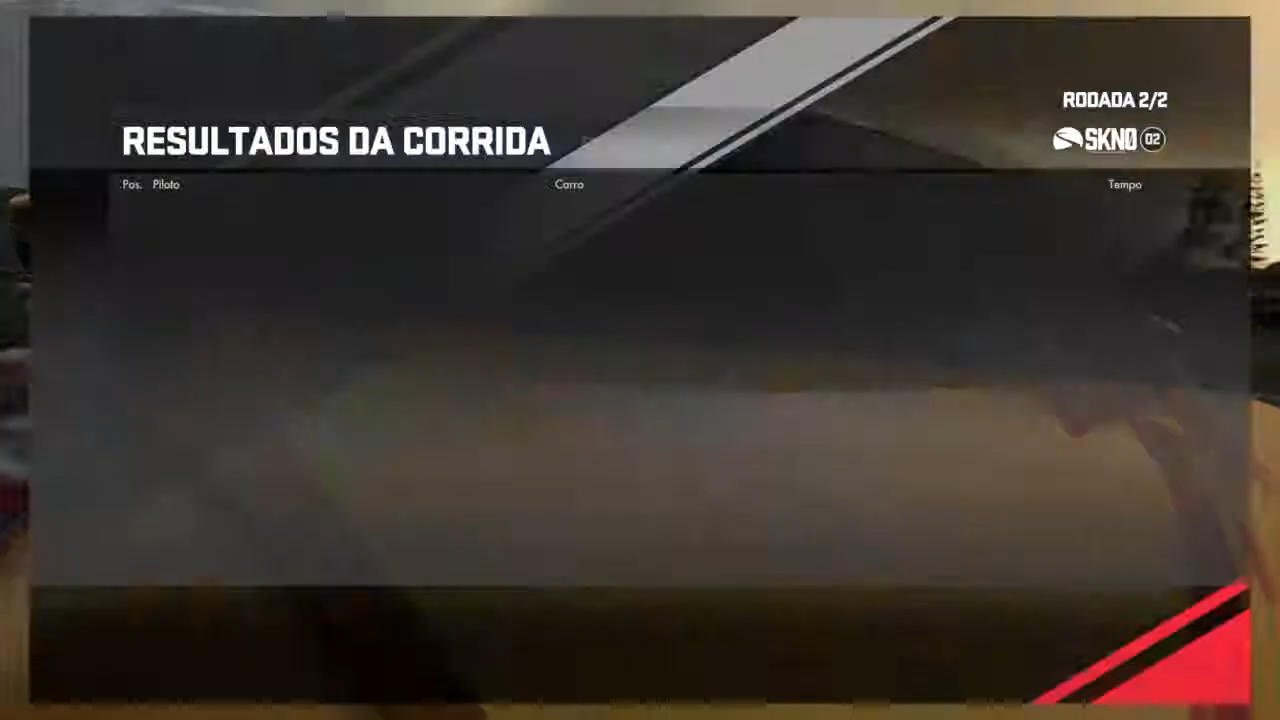 RODADA 2/2
RESULTADOS DA CORRIDA
SKNØ 02
Pos. Piloto Carro Tempo